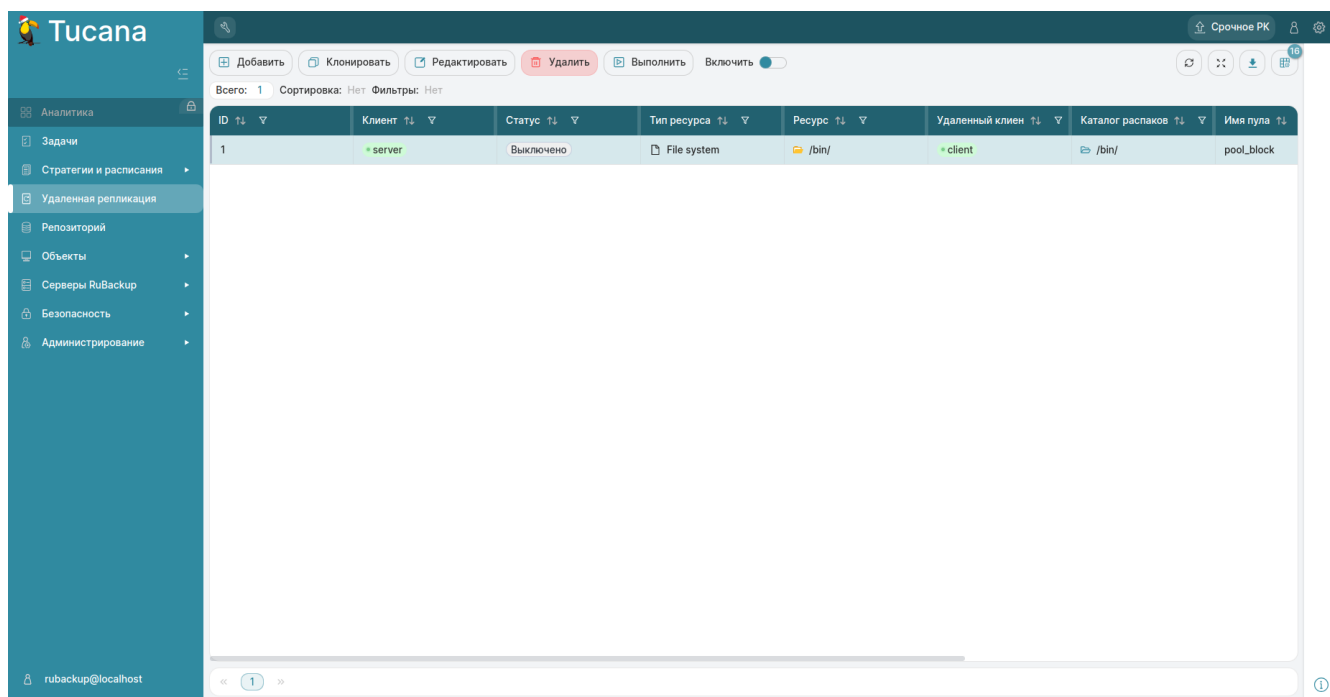 Tucana
Срочное РК
Добавить Клонировать Редактировать Удалить Выполнить Включить 16
Всего: 1 Сортировка: Нет Фильтры: Нет
Аналитика
Задачи
Стратегии и расписания
Удаленная репликация
Репозиторий
Объекты
Серверы RuBackup
Безопасность
Администрирование
ID Клиент Статус Тип ресурса Ресурс Удаленный клиен Каталог распаков Имя пула
1 server Выключено File system /bin/ client /bin/ pool_block
« 1 »
rubackup@localhost